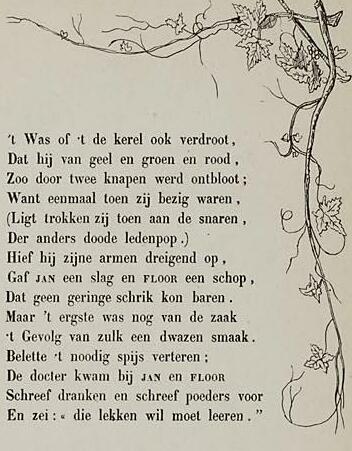 't Was of 't de kerel ook verdroot,
Dat hij van geel en groen en rood,
Zoo door twee knapen werd ontbloot;
Want eenmaal toen zij bezig waren,
(Ligt trokken zij toen aan de snaren,
Der anders doode ledenpop.)
Hief hij zijne armen dreigend op,
Gaf JAN een slag en FLOOR een schop,
Dat geen geringe schrik kon baren.
Maar 't ergste was nog van de zaak
't Gevolg van zulk een dwazen smaak.
Belette 't noodig spijs verteren;
De docter kwam bij JAN en FLOOR
Schreef dranken en schreef poeders voor
En zei: « die lekken wil moet leeren."